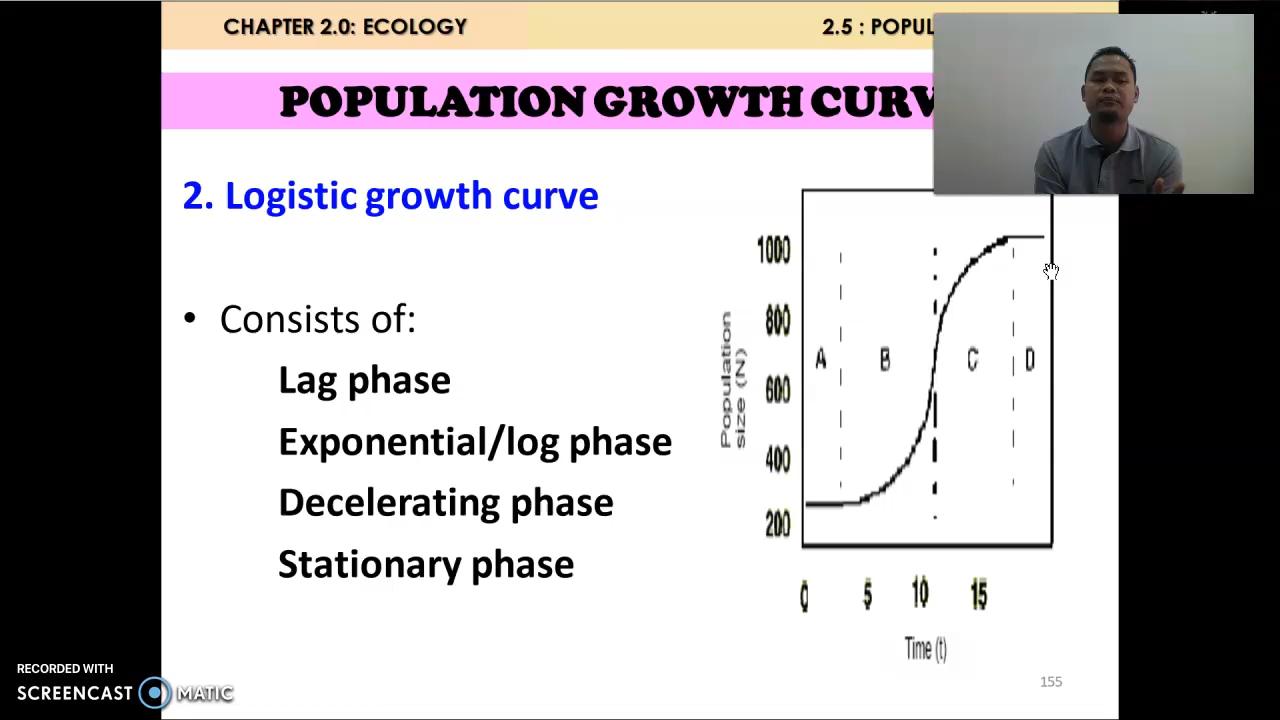 CHAPTER 2.0: ECOLOGY
2.5 : POPUL
POPULATION GROWTH CURV
2. Logistic growth curve
• Consists of:
Lag phase
Exponential/log phase
Decelerating phase
Stationary phase
Population
size (N)
1000
800
600
400
200
A B C D
0 5 10 15
Time (t)
155
RECORDED WITH
SCREENCAST MATIC